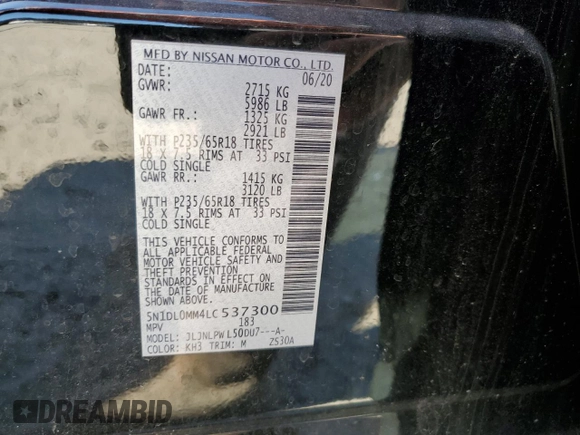 MFD BY NISSAN MOTOR CO., LTD.
DATE: 06/20
GVWR: 2715 KG
5986 LB
GAWR FR.: 1325 KG
2921 LB
WITH P235/65R18 TIRES
18 X 7.5 RIMS AT 33 PSI
COLD SINGLE
GAWR RR.: 1415 KG
3120 LB
WITH P235/65R18 TIRES
18 X 7.5 RIMS AT 33 PSI
COLD SINGLE
THIS VEHICLE CONFORMS TO
ALL APPLICABLE FEDERAL
MOTOR VEHICLE SAFETY AND
THEFT PREVENTION
STANDARDS IN EFFECT ON
THE DATE OF MANUFACTURE
SHOWN ABOVE
5N1DL0MM4LC537300
MPV 183
MODEL: JLJNLPW L50DU7---A-
COLOR: KH3 TRIM: M ZS30A
DREAMBID